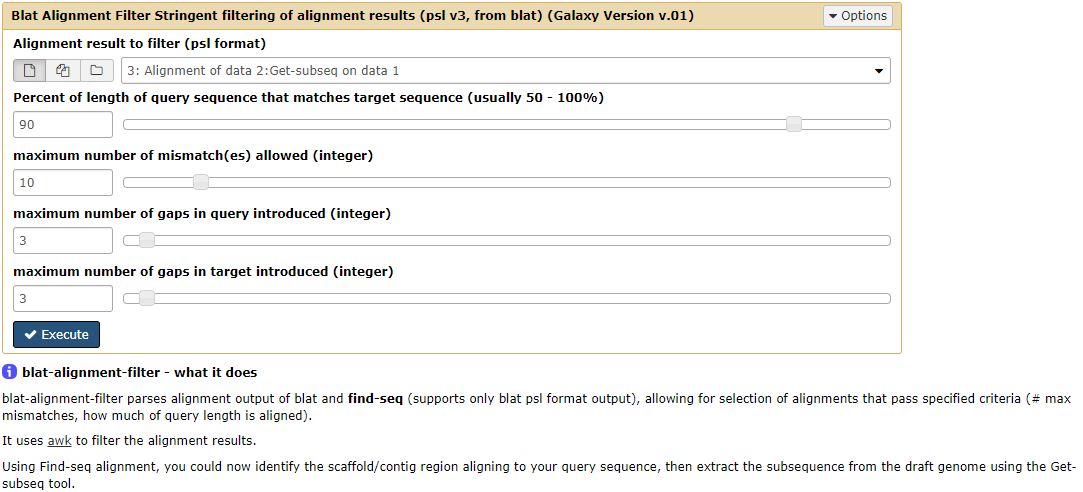 Blat Alignment Filter Stringent filtering of alignment results (psl v3, from blat) (Galaxy Version v.01)
Options
Alignment result to filter (psl format)
3: Alignment of data 2:Get-subseq on data 1
Percent of length of query sequence that matches target sequence (usually 50 - 100%)
90
maximum number of mismatch(es) allowed (integer)
10
maximum number of gaps in query introduced (integer)
3
maximum number of gaps in target introduced (integer)
3
Execute
blat-alignment-filter - what it does
blat-alignment-filter parses alignment output of blat and find-seq (supports only blat psl format output), allowing for selection of alignments that pass specified criteria (# max
mismatches, how much of query length is aligned).
It uses awk to filter the alignment results.
Using Find-seq alignment, you could now identify the scaffold/contig region aligning to your query sequence, then extract the subsequence from the draft genome using the Get-
subseq tool.